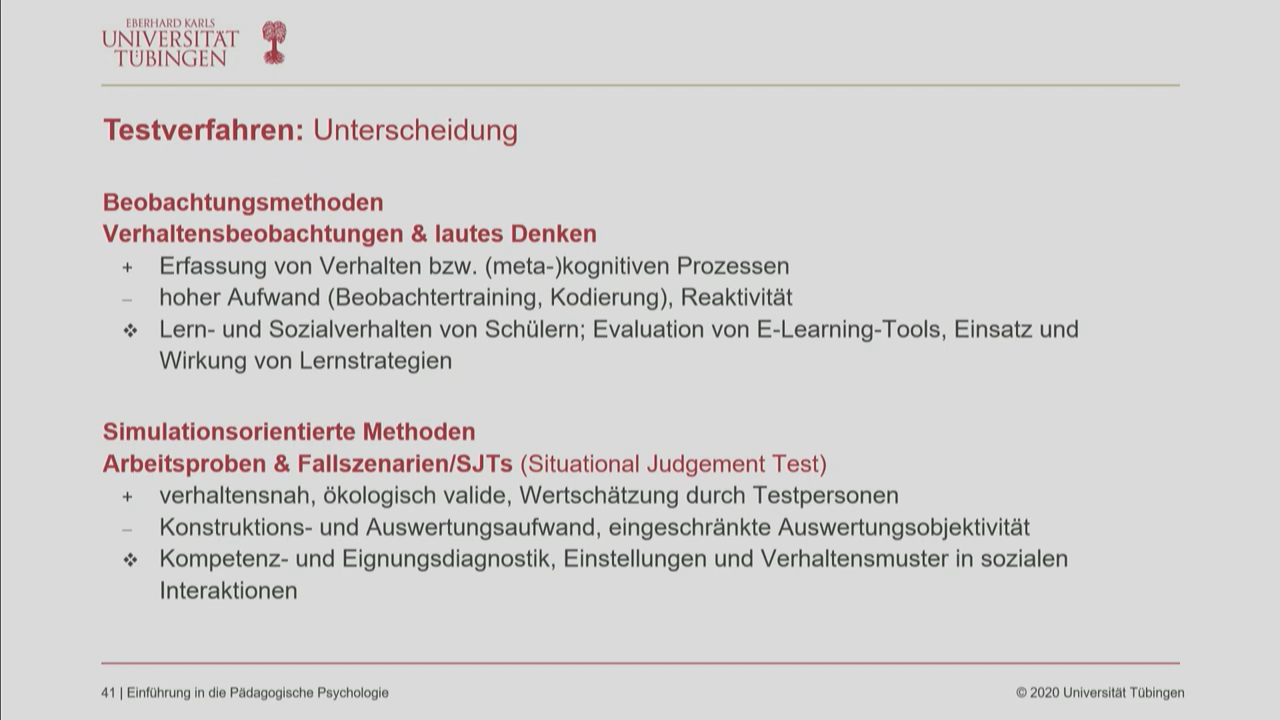 EBERHARD KARLS
UNIVERSITÄT
TÜBINGEN
Testverfahren: Unterscheidung
Beobachtungsmethoden
Verhaltensbeobachtungen & lautes Denken
+ Erfassung von Verhalten bzw. (meta-)kognitiven Prozessen
– hoher Aufwand (Beobachtertraining, Kodierung), Reaktivität
❖ Lern- und Sozialverhalten von Schülern; Evaluation von E-Learning-Tools, Einsatz und
Wirkung von Lernstrategien
Simulationsorientierte Methoden
Arbeitsproben & Fallszenarien/SJTs (Situational Judgement Test)
+ verhaltensnah, ökologisch valide, Wertschätzung durch Testpersonen
– Konstruktions- und Auswertungsaufwand, eingeschränkte Auswertungsobjektivität
❖ Kompetenz- und Eignungsdiagnostik, Einstellungen und Verhaltensmuster in sozialen
Interaktionen
41 | Einführung in die Pädagogische Psychologie
© 2020 Universität Tübingen